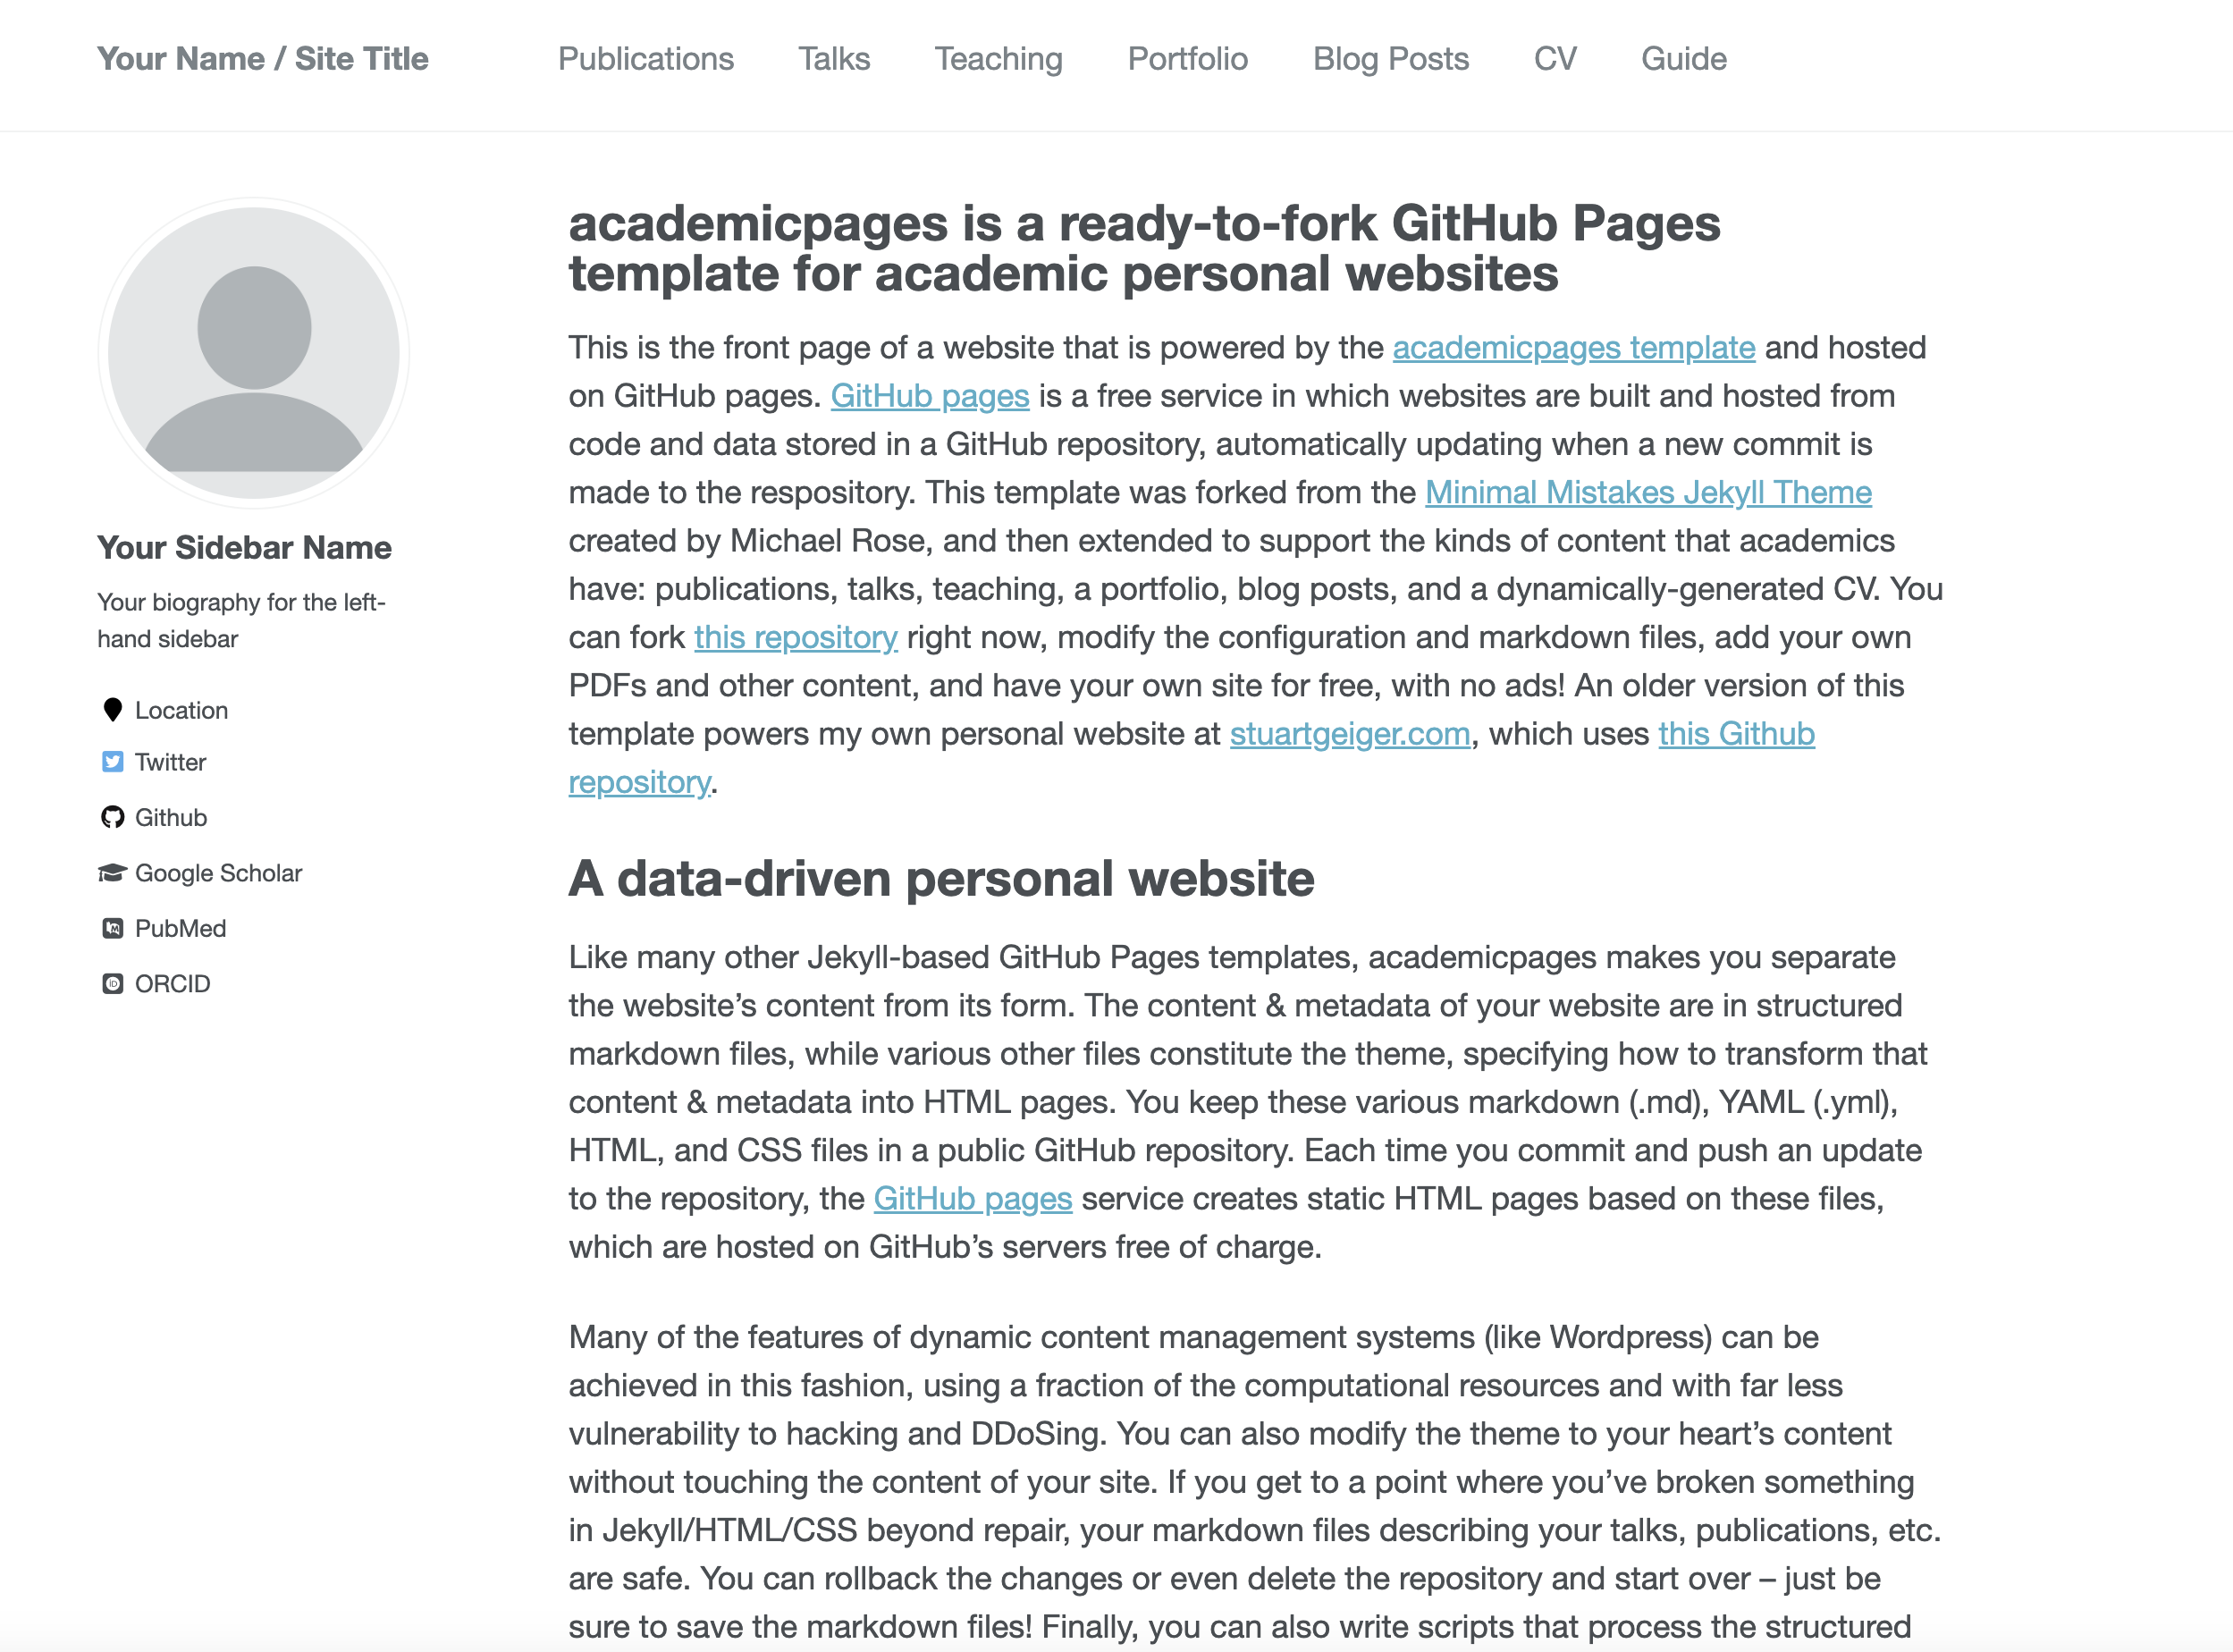 Your Name / Site Title
Publications
Talks
Teaching
Portfolio
Blog Posts
CV
Guide
Your Sidebar Name
Your biography for the left-
hand sidebar
Location
Twitter
Github
Google Scholar
PubMed
ORCID
academicpages is a ready-to-fork GitHub Pages
template for academic personal websites
This is the front page of a website that is powered by the academicpages template and hosted
on GitHub pages. GitHub pages is a free service in which websites are built and hosted from
code and data stored in a GitHub repository, automatically updating when a new commit is
made to the respository. This template was forked from the Minimal Mistakes Jekyll Theme
created by Michael Rose, and then extended to support the kinds of content that academics
have: publications, talks, teaching, a portfolio, blog posts, and a dynamically-generated CV. You
can fork this repository right now, modify the configuration and markdown files, add your own
PDFs and other content, and have your own site for free, with no ads! An older version of this
template powers my own personal website at stuartgeiger.com, which uses this Github
repository.
A data-driven personal website
Like many other Jekyll-based GitHub Pages templates, academicpages makes you separate
the website’s content from its form. The content & metadata of your website are in structured
markdown files, while various other files constitute the theme, specifying how to transform that
content & metadata into HTML pages. You keep these various markdown (.md), YAML (.yml),
HTML, and CSS files in a public GitHub repository. Each time you commit and push an update
to the repository, the GitHub pages service creates static HTML pages based on these files,
which are hosted on GitHub’s servers free of charge.
Many of the features of dynamic content management systems (like Wordpress) can be
achieved in this fashion, using a fraction of the computational resources and with far less
vulnerability to hacking and DDoSing. You can also modify the theme to your heart’s content
without touching the content of your site. If you get to a point where you’ve broken something
in Jekyll/HTML/CSS beyond repair, your markdown files describing your talks, publications, etc.
are safe. You can rollback the changes or even delete the repository and start over – just be
sure to save the markdown files! Finally, you can also write scripts that process the structured